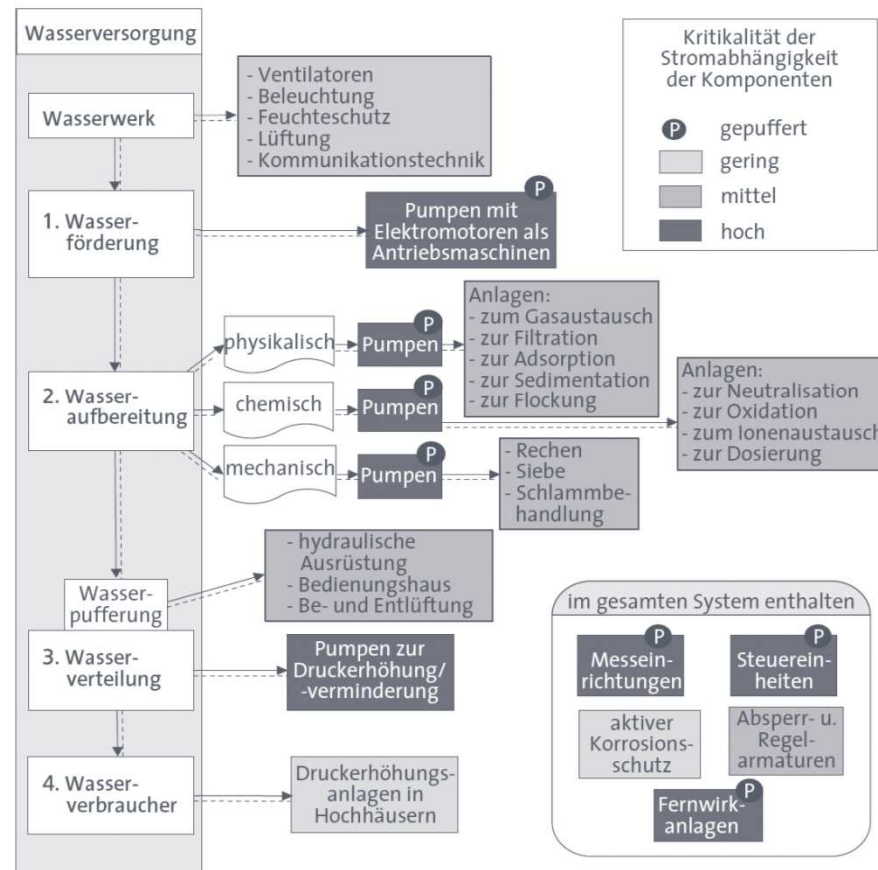 Wasserversorgung
Wasserwerk
- Ventilatoren
- Beleuchtung
- Feuchteschutz
- Lüftung
- Kommunikationstechnik
Kritikalität der
Stromabhängigkeit
der Komponenten
P gepuffert
gering
mittel
hoch
1. Wasser-
förderung
P
Pumpen mit
Elektromotoren als
Antriebsmaschinen
2. Wasser-
aufbereitung
physikalisch
P
Pumpen
Anlagen:
- zum Gasaustausch
- zur Filtration
- zur Adsorption
- zur Sedimentation
- zur Flockung
chemisch
P
Pumpen
Anlagen:
- zur Neutralisation
- zur Oxidation
- zum Ionenaustausch
- zur Dosierung
mechanisch
P
Pumpen
- Rechen
- Siebe
- Schlammbe-
handlung
Wasser-
pufferung
- hydraulische
Ausrüstung
- Bedienungshaus
- Be- und Entlüftung
3. Wasser-
verteilung
Pumpen zur
Druckerhöhung/
-verminderung
4. Wasser-
verbraucher
Druckerhöhungs-
anlagen in
Hochhäusern
im gesamten System enthalten
P
Messein-
richtungen
P
Steuerein-
heiten
aktiver
Korrosions-
schutz
Absperr- u.
Regel-
armaturen
P
Fernwirk-
anlagen